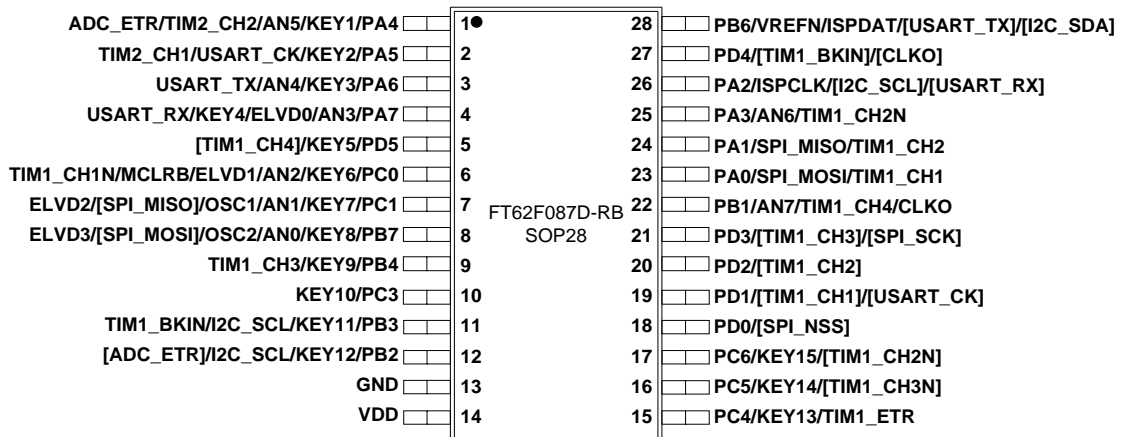 ADC_ETR/TIM2_CH2/AN5/KEY1/PA4 1 28 PB6/VREFN/ISPDAT/[USART_TX]/[I2C_SDA]
TIM2_CH1/USART_CK/KEY2/PA5 2 27 PD4/[TIM1_BKIN]/[CLKO]
USART_TX/AN4/KEY3/PA6 3 26 PA2/ISPCLK/[I2C_SCL]/[USART_RX]
USART_RX/KEY4/ELVD0/AN3/PA7 4 25 PA3/AN6/TIM1_CH2N
[TIM1_CH4]/KEY5/PD5 5 24 PA1/SPI_MISO/TIM1_CH2
TIM1_CH1N/MCLRB/ELVD1/AN2/KEY6/PC0 6 23 PA0/SPI_MOSI/TIM1_CH1
ELVD2/[SPI_MISO]/OSC1/AN1/KEY7/PC1 7 FT62F087D-RB 22 PB1/AN7/TIM1_CH4/CLKO
ELVD3/[SPI_MOSI]/OSC2/AN0/KEY8/PB7 8 SOP28 21 PD3/[TIM1_CH3]/[SPI_SCK]
TIM1_CH3/KEY9/PB4 9 20 PD2/[TIM1_CH2]
KEY10/PC3 10 19 PD1/[TIM1_CH1]/[USART_CK]
TIM1_BKIN/I2C_SCL/KEY11/PB3 11 18 PD0/[SPI_NSS]
[ADC_ETR]/I2C_SCL/KEY12/PB2 12 17 PC6/KEY15/[TIM1_CH2N]
GND 13 16 PC5/KEY14/[TIM1_CH3N]
VDD 14 15 PC4/KEY13/TIM1_ETR